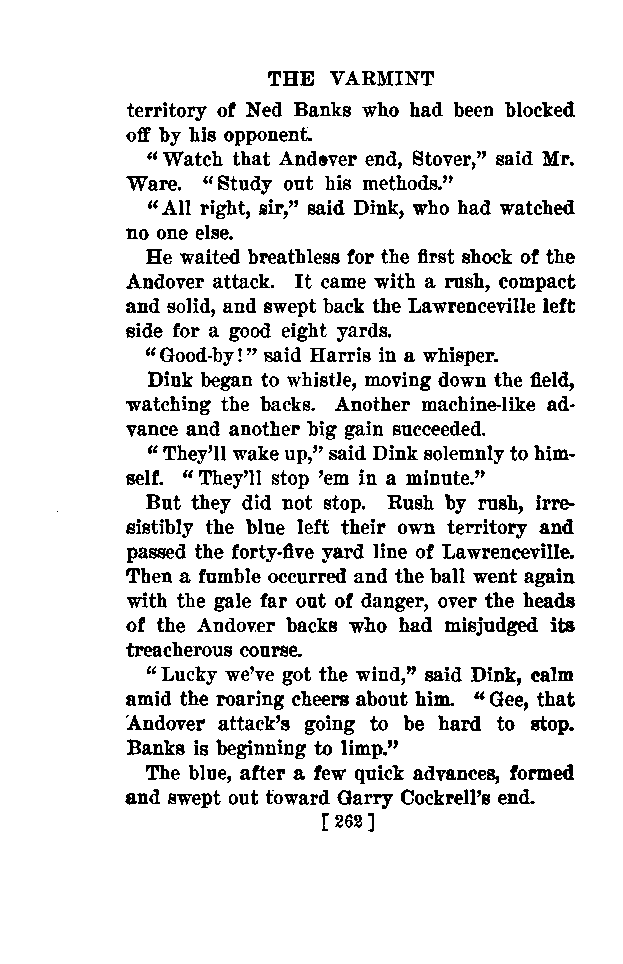 THE VARMINT
territory of Ned Banks who had been blocked
off by his opponent.
“Watch that Andover end, Stover,” said Mr.
Ware. “Study out his methods.”
“All right, sir,” said Dink, who had watched
no one else.
He waited breathless for the first shock of the
Andover attack. It came with a rush, compact
and solid, and swept back the Lawrenceville left
side for a good eight yards.
“Good-by!” said Harris in a whisper.
Dink began to whistle, moving down the field,
watching the backs. Another machine-like ad-
vance and another big gain succeeded.
“They’ll wake up,” said Dink solemnly to him-
self. “They’ll stop ’em in a minute.”
But they did not stop. Rush by rush, irre-
sistibly the blue left their own territory and
passed the forty-five yard line of Lawrenceville.
Then a fumble occurred and the ball went again
with the gale far out of danger, over the heads
of the Andover backs who had misjudged its
treacherous course.
“Lucky we’ve got the wind,” said Dink, calm
amid the roaring cheers about him. “Gee, that
Andover attack’s going to be hard to stop.
Banks is beginning to limp.”
The blue, after a few quick advances, formed
and swept out toward Garry Cockrell’s end.
[ 262 ]